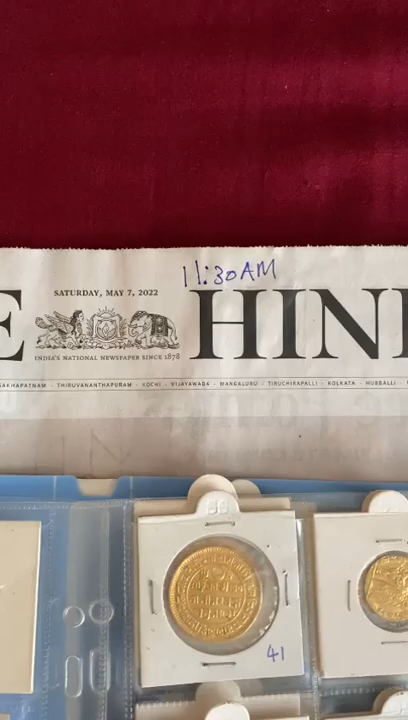 11:30AM
SATURDAY, MAY 7, 2022
E HIN
INDIA'S NATIONAL NEWSPAPER SINCE 1878
SAKHAPATNAM · THIRUVANANTHAPURAM · KOCHI · VIJAYAWADA · MANGALURU · TIRUCHIRAPALLI · KOLKATA · HUBBALLI
41